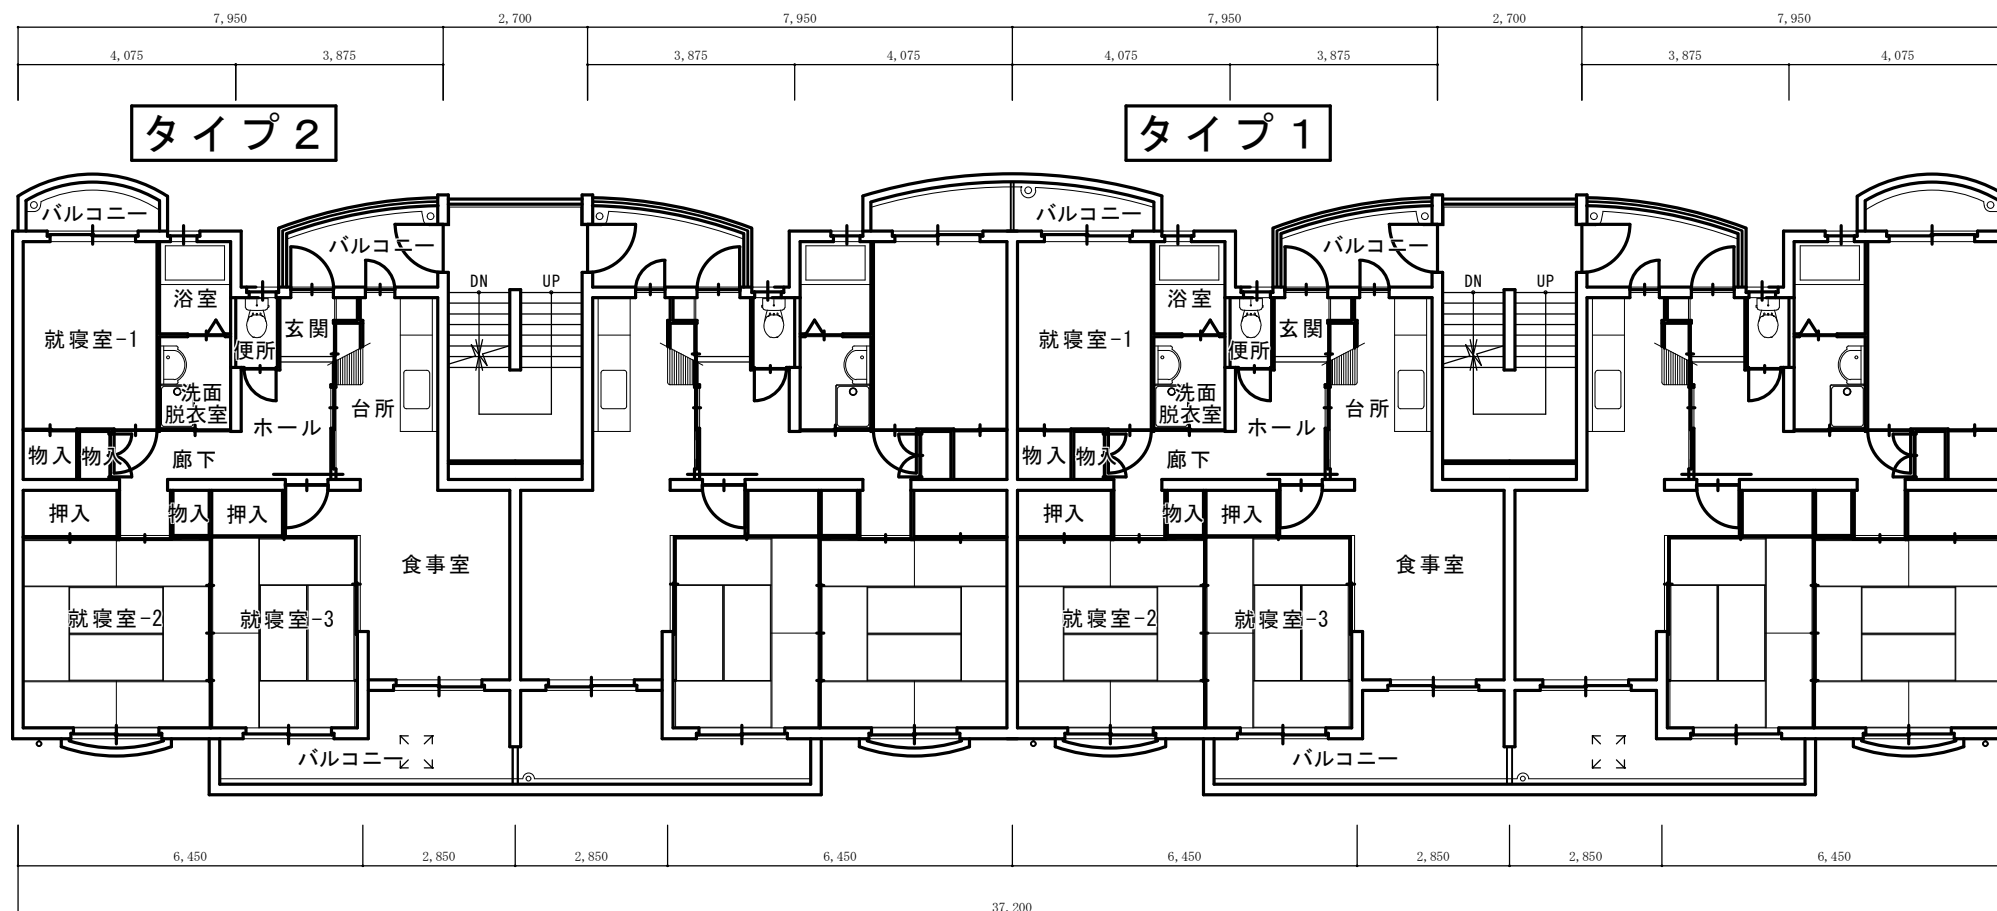 7,950 2,700 7,950 7,950 2,700 7,950
4,075 3,875 3,875 4,075 4,075 3,875 3,875 4,075
タイプ2 タイプ1
バルコニー バルコニー
バルコニー バルコニー
DN UP DN UP
浴室 浴室
玄関 玄関
就寝室-1 就寝室-1
便所 便所
洗面 洗面
脱衣室 脱衣室
台所 台所
ホール ホール
物入 物入 廊下 物入 物入 廊下
押入 物入 押入 押入 物入 押入
食事室 食事室
就寝室-2 就寝室-3 就寝室-2 就寝室-3
バルコニー バルコニー
6,450 2,850 2,850 6,450 6,450 2,850 2,850 6,450
37,200